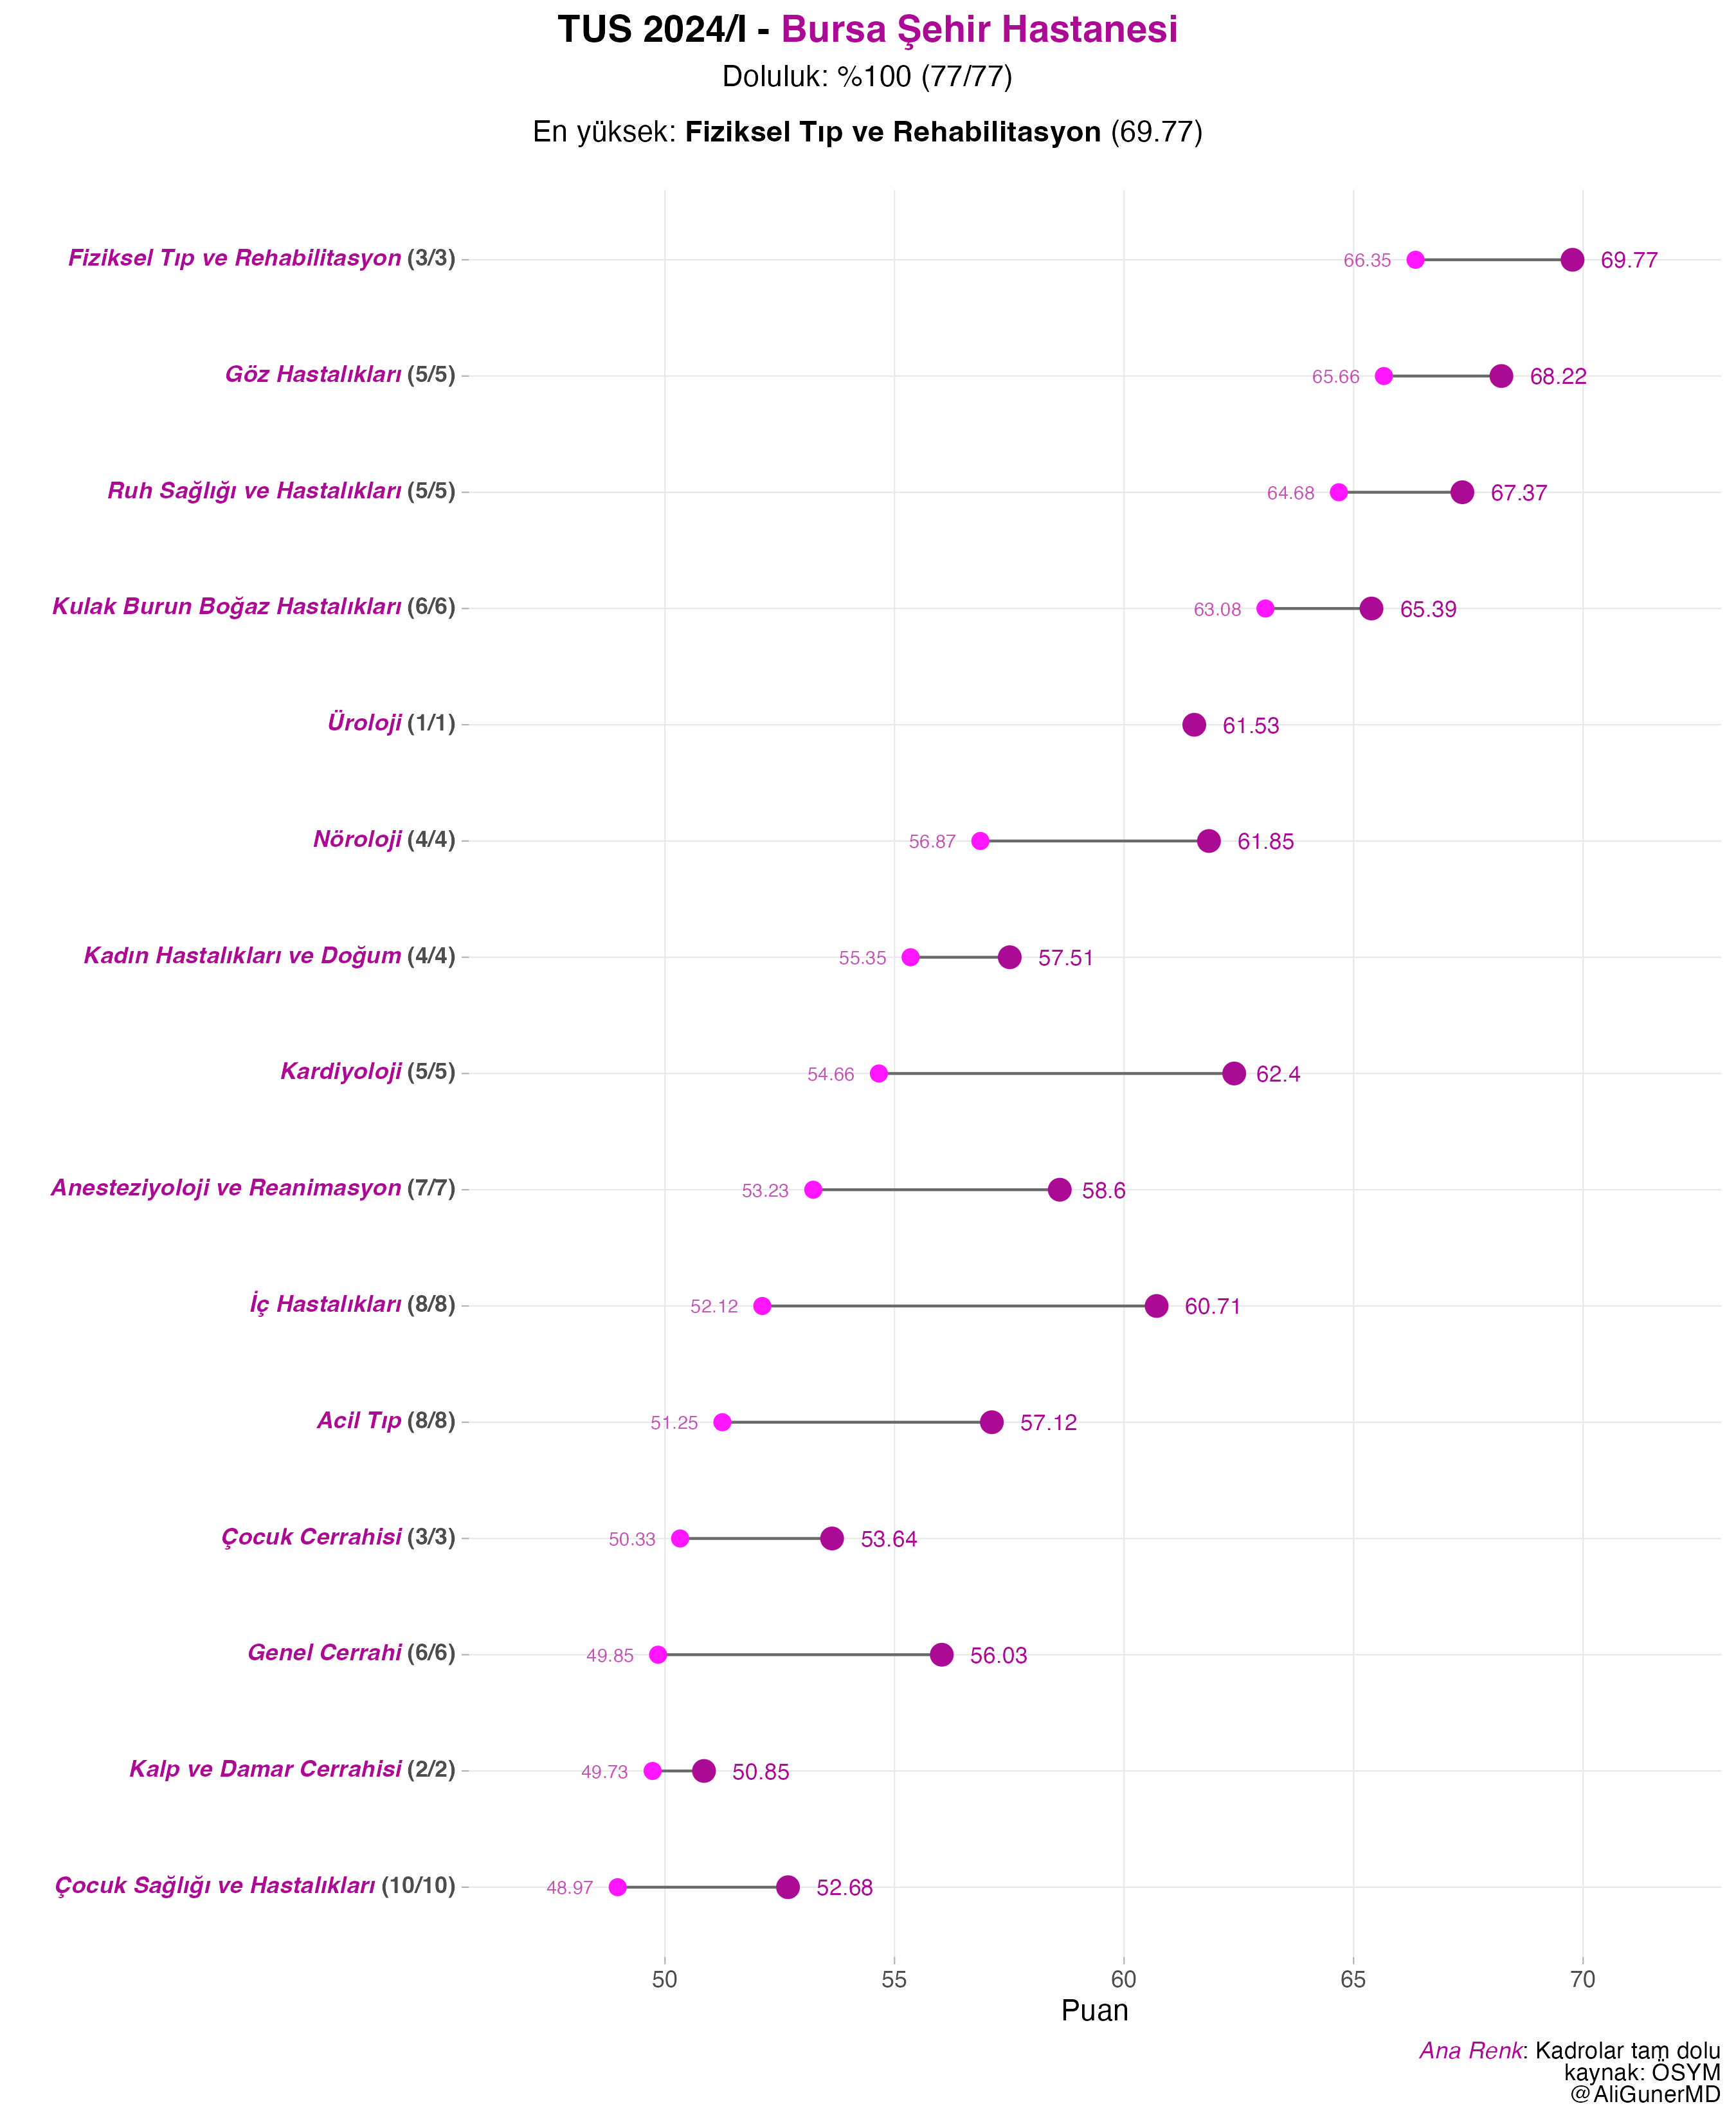 TUS 2024/I - Bursa Şehir Hastanesi
Doluluk: %100 (77/77)
En yüksek: Fiziksel Tıp ve Rehabilitasyon (69.77)
Fiziksel Tıp ve Rehabilitasyon (3/3) 66.35 69.77
Göz Hastalıkları (5/5) 65.66 68.22
Ruh Sağlığı ve Hastalıkları (5/5) 64.68 67.37
Kulak Burun Boğaz Hastalıkları (6/6) 63.08 65.39
Üroloji (1/1) 61.53
Nöroloji (4/4) 56.87 61.85
Kadın Hastalıkları ve Doğum (4/4) 55.35 57.51
Kardiyoloji (5/5) 54.66 62.4
Anesteziyoloji ve Reanimasyon (7/7) 53.23 58.6
İç Hastalıkları (8/8) 52.12 60.71
Acil Tıp (8/8) 51.25 57.12
Çocuk Cerrahisi (3/3) 50.33 53.64
Genel Cerrahi (6/6) 49.85 56.03
Kalp ve Damar Cerrahisi (2/2) 49.73 50.85
Çocuk Sağlığı ve Hastalıkları (10/10) 48.97 52.68
50 55 60 65 70
Puan
Ana Renk: Kadrolar tam dolu
kaynak: ÖSYM
@AliGunerMD